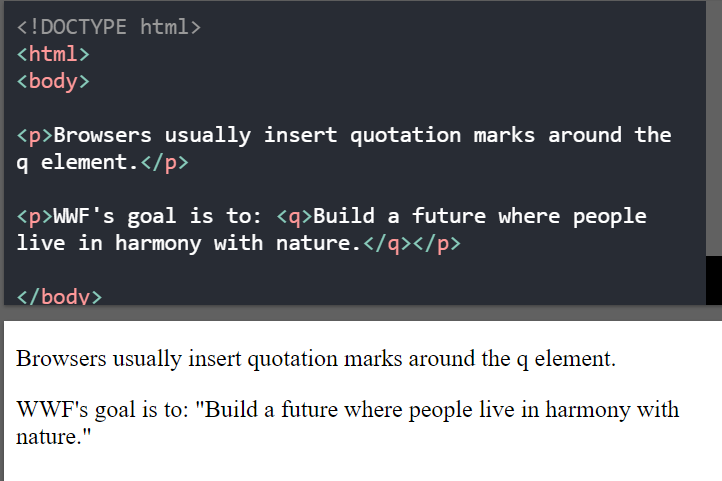 <!DOCTYPE html>
<html>
<body>
<p>Browsers usually insert quotation marks around the
q element.</p>
<p>WWF's goal is to: <q>Build a future where people
live in harmony with nature.</q></p>
</body>
Browsers usually insert quotation marks around the q element.
WWF's goal is to: "Build a future where people live in harmony with
nature."